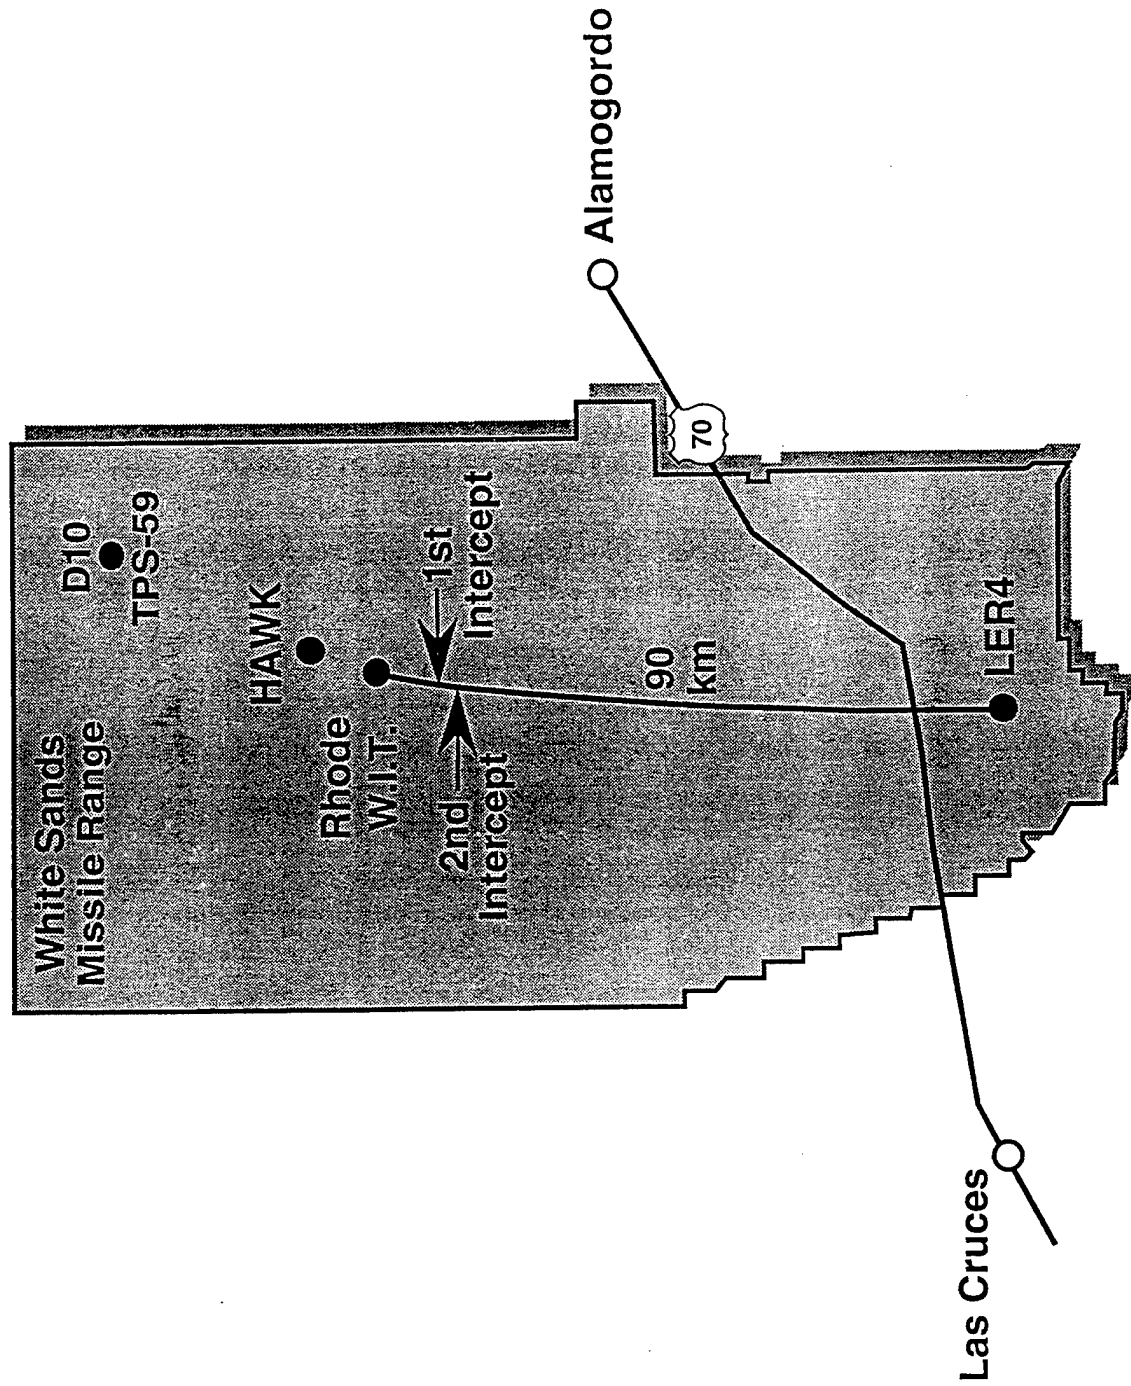 White Sands
Missile Range
D10
TPS-59
HAWK
Rhode
W.I.T.
1st
Intercept
2nd
Intercept
90
km
LER4
70
Alamogordo
Las Cruces